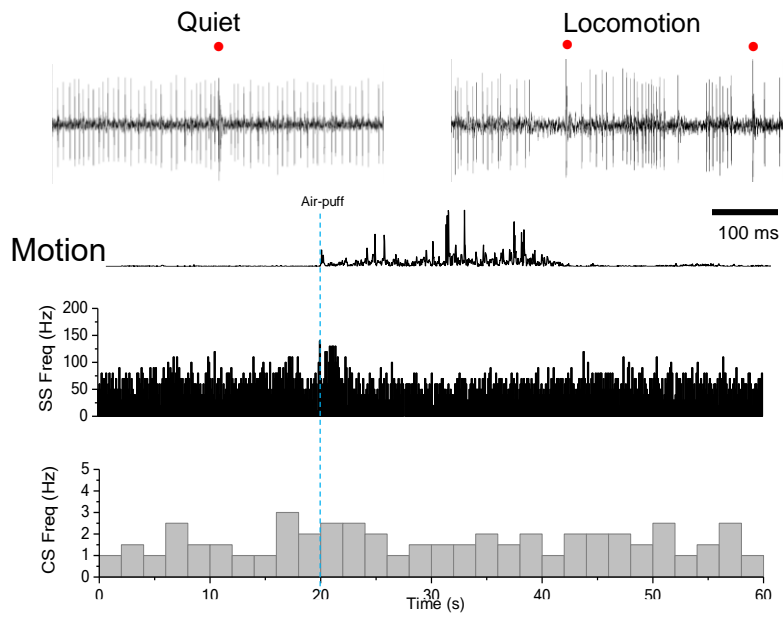 Quiet
Locomotion
Air-puff
100 ms
Motion
200
150
100
50
0
SS Freq (Hz)
5
4
3
2
1
0
CS Freq (Hz)
0 10 20 30 40 50 60
Time (s)